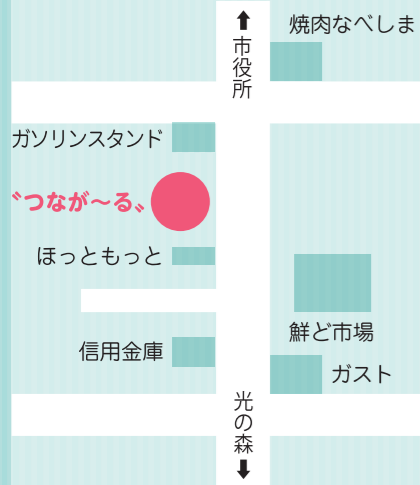 焼肉なべしま
↑
市役所
ガソリンスタンド
〝つなが〜る〟
ほっともっと
鮮ど市場
信用金庫
ガスト
光の森
↓